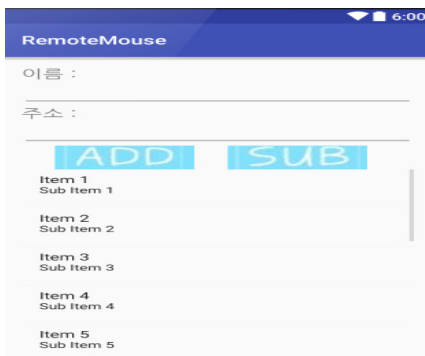 6:00
RemoteMouse
이름 :
주소 :
ADD SUB
Item 1
Sub Item 1
Item 2
Sub Item 2
Item 3
Sub Item 3
Item 4
Sub Item 4
Item 5
Sub Item 5